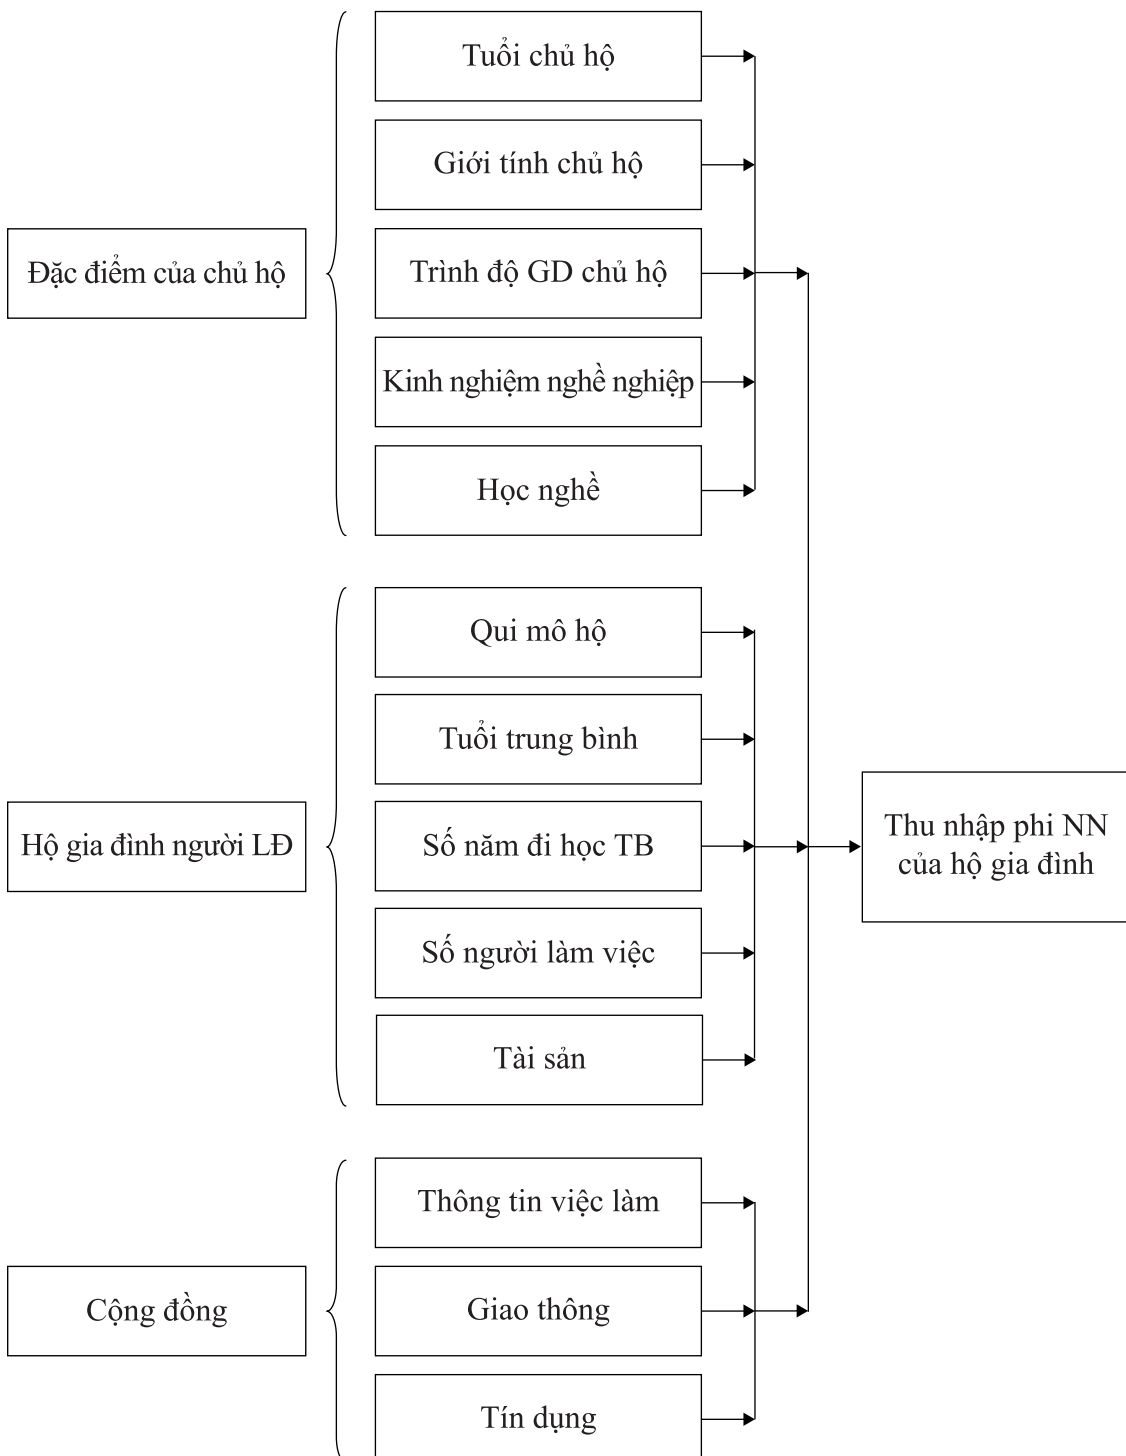 Đặc điểm của chủ hộ
Tuổi chủ hộ
Giới tính chủ hộ
Trình độ GD chủ hộ
Kinh nghiệm nghề nghiệp
Học nghề
Hộ gia đình người LĐ
Qui mô hộ
Tuổi trung bình
Số năm đi học TB
Số người làm việc
Tài sản
Cộng đồng
Thông tin việc làm
Giao thông
Tín dụng
Thu nhập phi NN
của hộ gia đình